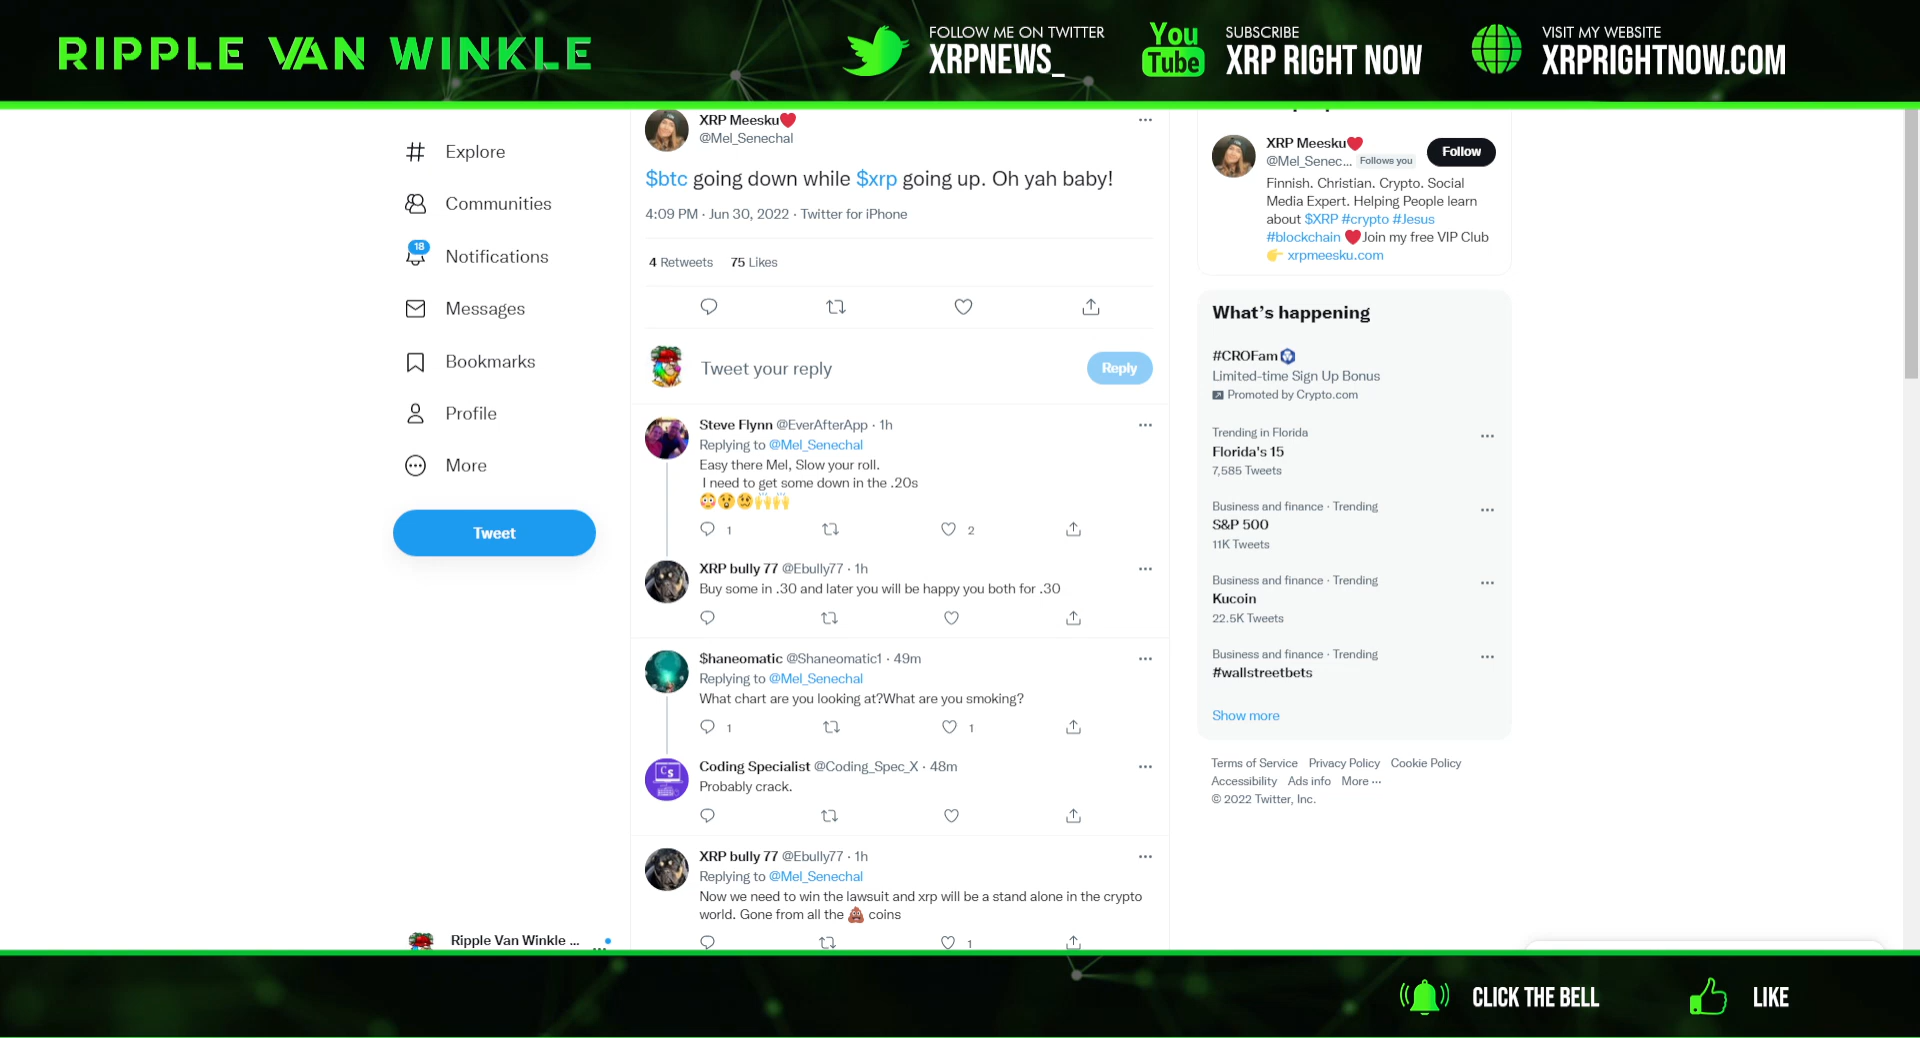 RIPPLE VAN WINKLE
FOLLOW ME ON TWITTER
XRPNEWS_
You
Tube
SUBSCRIBE
XRP RIGHT NOW
VISIT MY WEBSITE
XRPRIGHTNOW.COM
Explore
Communities
18
Notifications
Messages
Bookmarks
Profile
More
Tweet
Ripple Van Winkle ...
XRP Meesku❤️
@Mel_Senechal
$btc going down while $xrp going up. Oh yah baby!
4:09 PM · Jun 30, 2022 · Twitter for iPhone
4 Retweets 75 Likes
Tweet your reply
Reply
Steve Flynn @EverAfterApp · 1h
Replying to @Mel_Senechal
Easy there Mel, Slow your roll.
I need to get some down in the .20s
😳😲😵🙌🙌
1 2
XRP bully 77 @Ebully77 · 1h
Buy some in .30 and later you will be happy you both for .30
$haneomatic @Shaneomatic1 · 49m
Replying to @Mel_Senechal
What chart are you looking at?What are you smoking?
1 1
CS
Coding Specialist @Coding_Spec_X · 48m
Probably crack.
XRP bully 77 @Ebully77 · 1h
Replying to @Mel_Senechal
Now we need to win the lawsuit and xrp will be a stand alone in the crypto
world. Gone from all the 💩 coins
1
XRP Meesku❤️
@Mel_Senec... Follows you
Follow
Finnish. Christian. Crypto. Social
Media Expert. Helping People learn
about $XRP #crypto #Jesus
#blockchain ❤️Join my free VIP Club
👉 xrpmeesku.com
What's happening
#CROFam
Limited-time Sign Up Bonus
Promoted by Crypto.com
Trending in Florida
Florida's 15
7,585 Tweets
Business and finance · Trending
S&P 500
11K Tweets
Business and finance · Trending
Kucoin
22.5K Tweets
Business and finance · Trending
#wallstreetbets
Show more
Terms of Service Privacy Policy Cookie Policy
Accessibility Ads info More ...
© 2022 Twitter, Inc.
CLICK THE BELL
LIKE